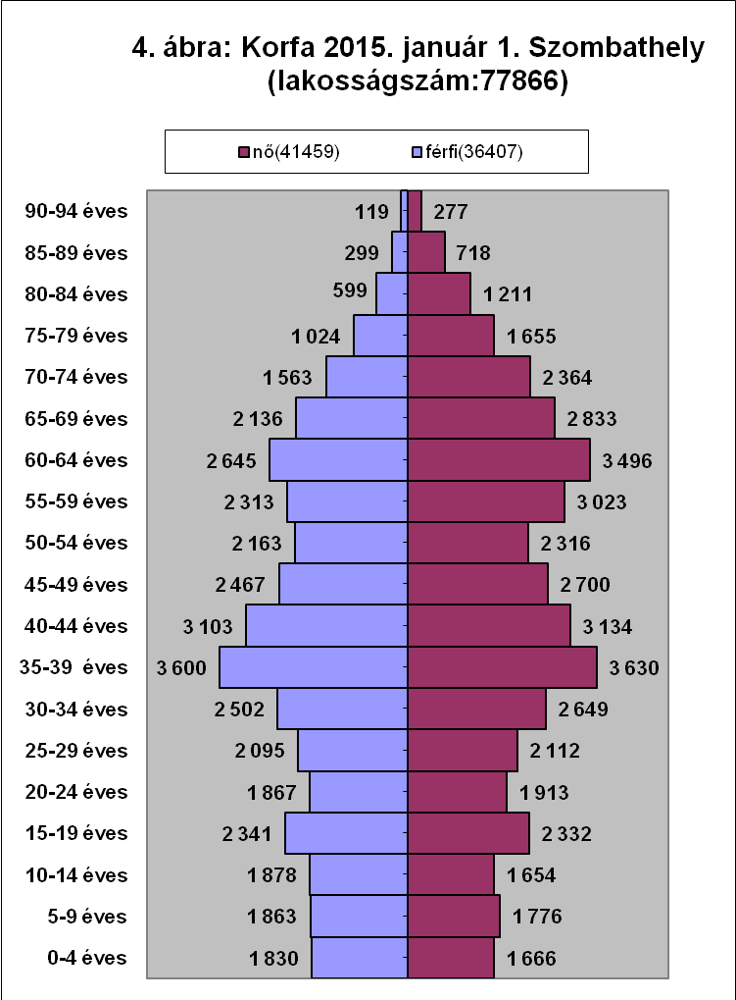 4. ábra: Korfa 2015. január 1. Szombathely
(lakosságszám:77866)
nő(41459) férfi(36407)
90-94 éves 119 277
85-89 éves 299 718
80-84 éves 599 1 211
75-79 éves 1 024 1 655
70-74 éves 1 563 2 364
65-69 éves 2 136 2 833
60-64 éves 2 645 3 496
55-59 éves 2 313 3 023
50-54 éves 2 163 2 316
45-49 éves 2 467 2 700
40-44 éves 3 103 3 134
35-39 éves 3 600 3 630
30-34 éves 2 502 2 649
25-29 éves 2 095 2 112
20-24 éves 1 867 1 913
15-19 éves 2 341 2 332
10-14 éves 1 878 1 654
5-9 éves 1 863 1 776
0-4 éves 1 830 1 666